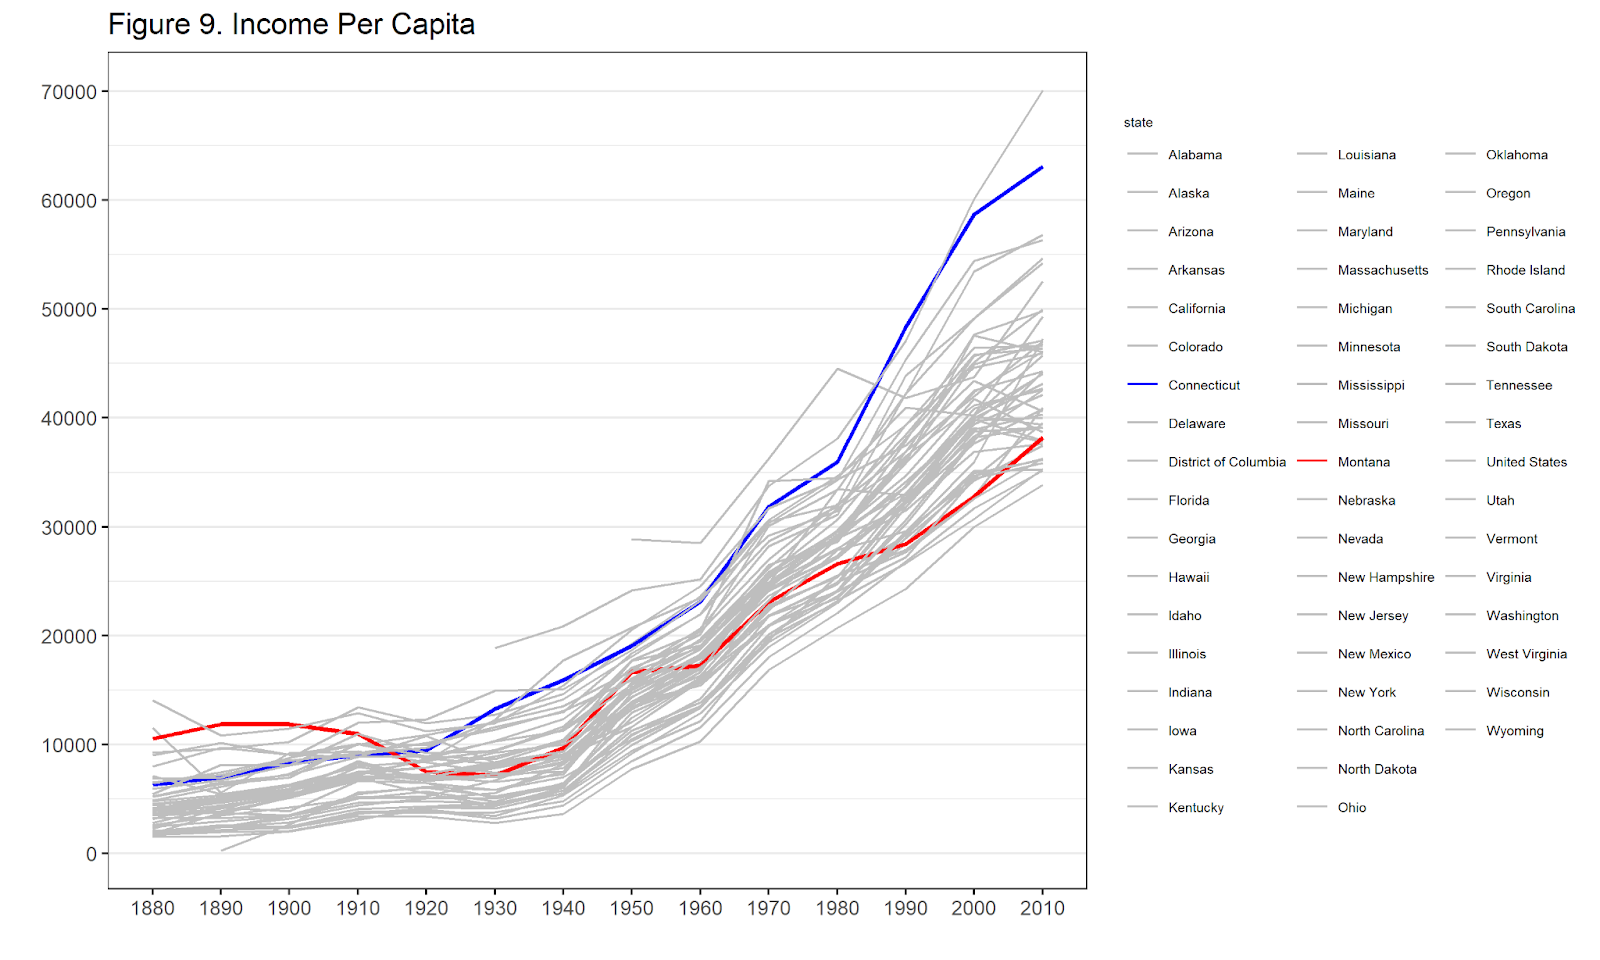 Figure 9. Income Per Capita
70000
60000
50000
40000
30000
20000
10000
0
1880 1890 1900 1910 1920 1930 1940 1950 1960 1970 1980 1990 2000 2010
state
Alabama
Alaska
Arizona
Arkansas
California
Colorado
Connecticut
Delaware
District of Columbia
Florida
Georgia
Hawaii
Idaho
Illinois
Indiana
Iowa
Kansas
Kentucky
Louisiana
Maine
Maryland
Massachusetts
Michigan
Minnesota
Mississippi
Missouri
Montana
Nebraska
Nevada
New Hampshire
New Jersey
New Mexico
New York
North Carolina
North Dakota
Ohio
Oklahoma
Oregon
Pennsylvania
Rhode Island
South Carolina
South Dakota
Tennessee
Texas
United States
Utah
Vermont
Virginia
Washington
West Virginia
Wisconsin
Wyoming